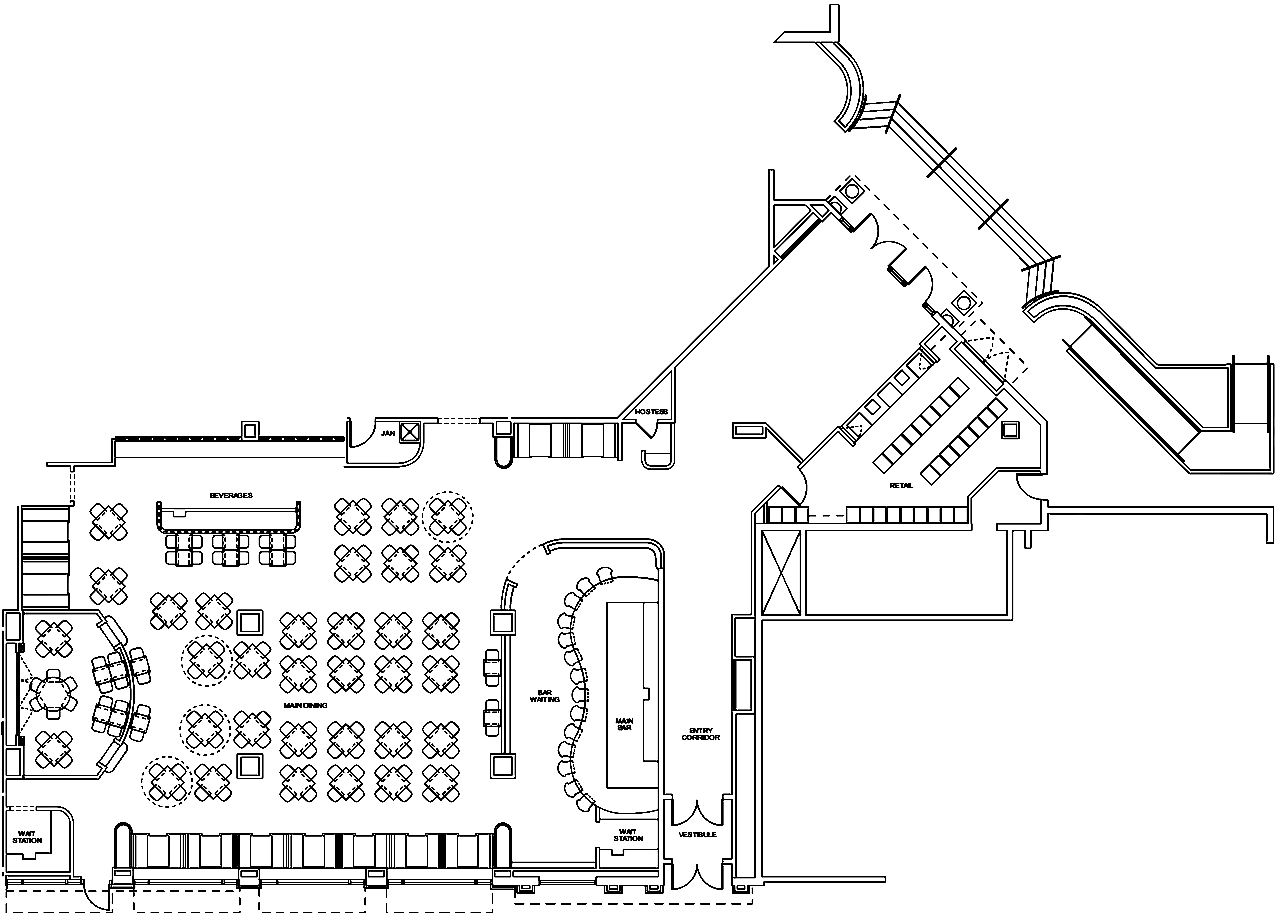 HOSTESS
JAN
RETAIL
BEVERAGES
MAIN DINING
BAR
WAITING
MAIN
BAR
ENTRY
CORRIDOR
WAIT
STATION
WAIT
STATION
VESTIBULE